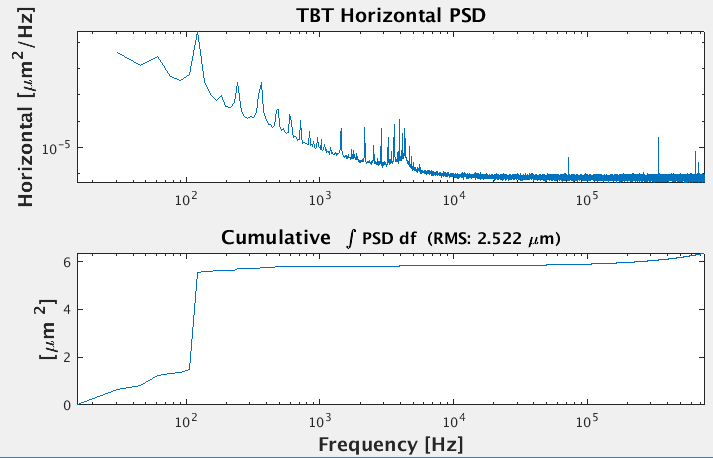 TBT Horizontal PSD
Horizontal [μm²/Hz]
10⁻⁵
10² 10³ 10⁴ 10⁵
Cumulative ∫ PSD df (RMS: 2.522 μm)
[μm ²]
6
4
2
0
10² 10³ 10⁴ 10⁵
Frequency [Hz]